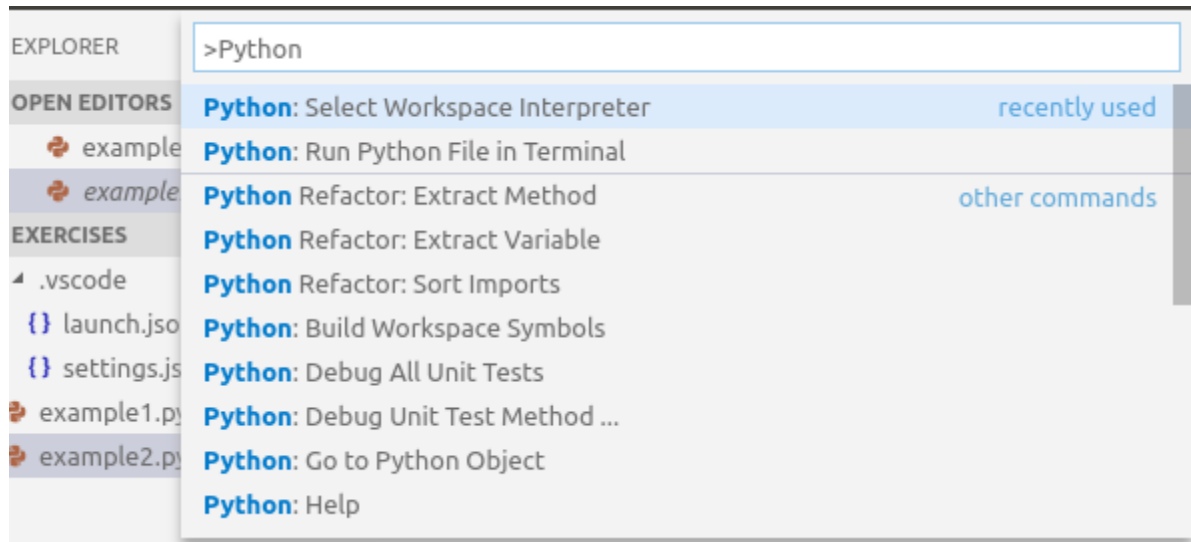 EXPLORER
OPEN EDITORS
example
example
EXERCISES
.vscode
{} launch.jso
{} settings.js
example1.py
example2.py
>Python
Python: Select Workspace Interpreter recently used
Python: Run Python File in Terminal
Python Refactor: Extract Method other commands
Python Refactor: Extract Variable
Python Refactor: Sort Imports
Python: Build Workspace Symbols
Python: Debug All Unit Tests
Python: Debug Unit Test Method ...
Python: Go to Python Object
Python: Help